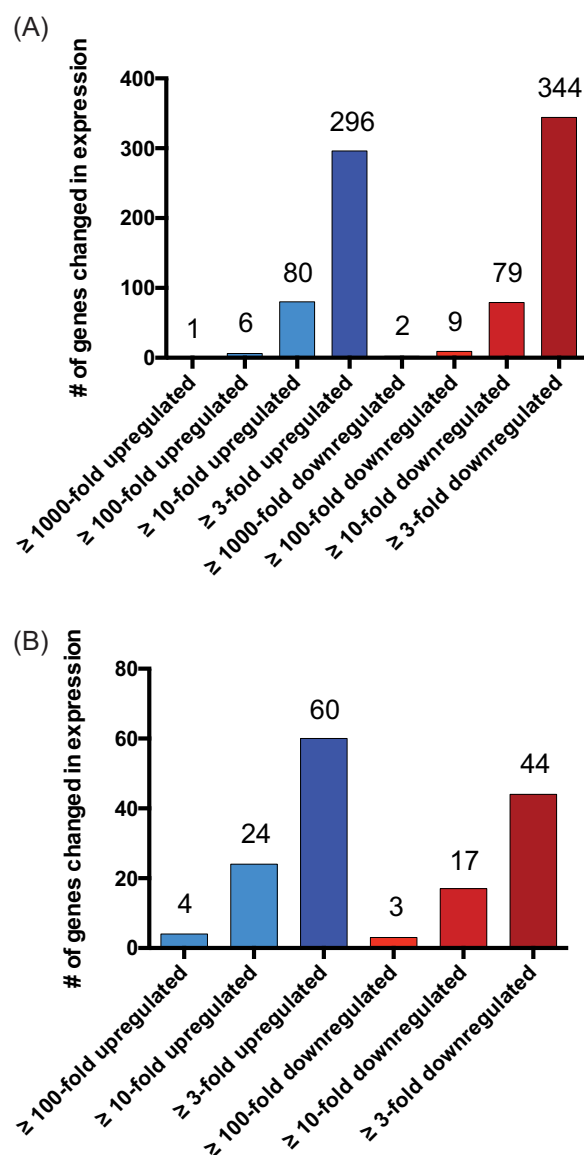 (A)
# of genes changed in expression
400
300
200
100
0
1
6
80
296
2
9
79
344
≥ 1000-fold upregulated
≥ 100-fold upregulated
≥ 10-fold upregulated
≥ 3-fold upregulated
≥ 1000-fold downregulated
≥ 100-fold downregulated
≥ 10-fold downregulated
≥ 3-fold downregulated
(B)
# of genes changed in expression
80
60
40
20
0
4
24
60
3
17
44
≥ 100-fold upregulated
≥ 10-fold upregulated
≥ 3-fold upregulated
≥ 100-fold downregulated
≥ 10-fold downregulated
≥ 3-fold downregulated